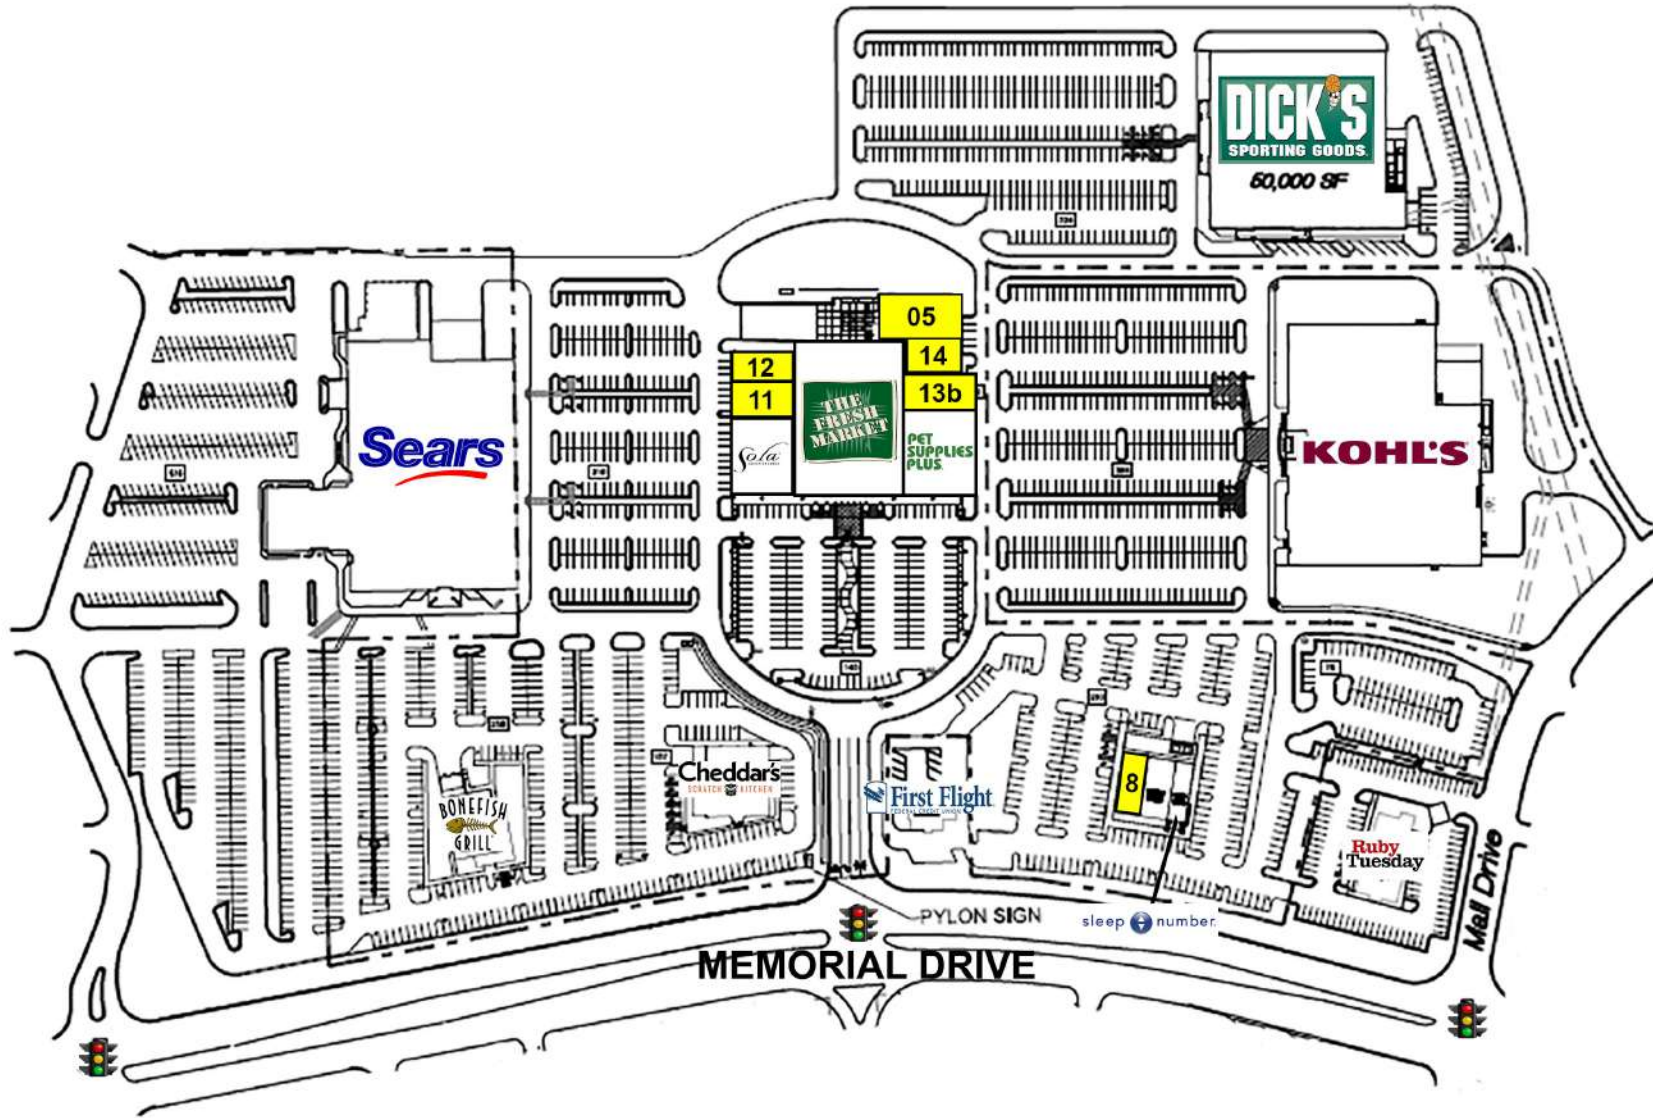 DICK'S
SPORTING GOODS
50,000 SF
05
14
12
13b
11
THE
FRESH
MARKET
Sola
PET
SUPPLIES
PLUS
Sears
KOHL'S
Cheddar's
SCRATCH KITCHEN
BONEFISH
GRILL
First Flight
FEDERAL CREDIT UNION
8
Ruby
Tuesday
Mall Drive
PYLON SIGN
sleep number
MEMORIAL DRIVE